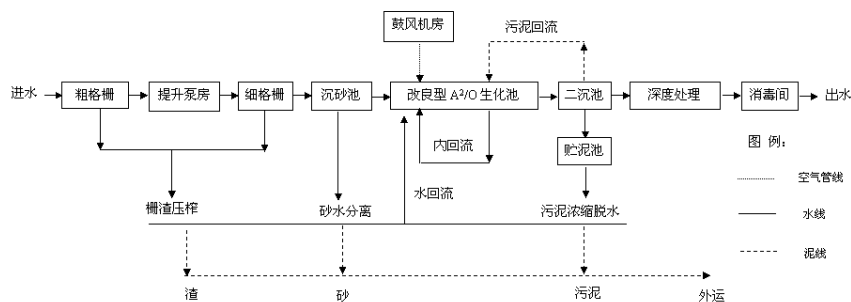 鼓风机房
污泥回流
进水
粗格栅
提升泵房
细格栅
沉砂池
改良型 A²/O 生化池
二沉池
深度处理
消毒间
出水
内回流
贮泥池
图 例:
水回流
空气管线
栅渣压榨
砂水分离
污泥浓缩脱水
水线
泥线
渣
砂
污泥
外运